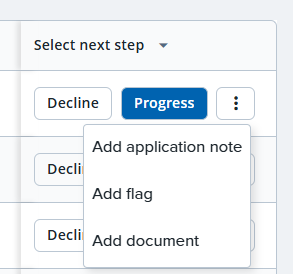 Select next step
Decline
Progress
Add application note
Add flag
Add document